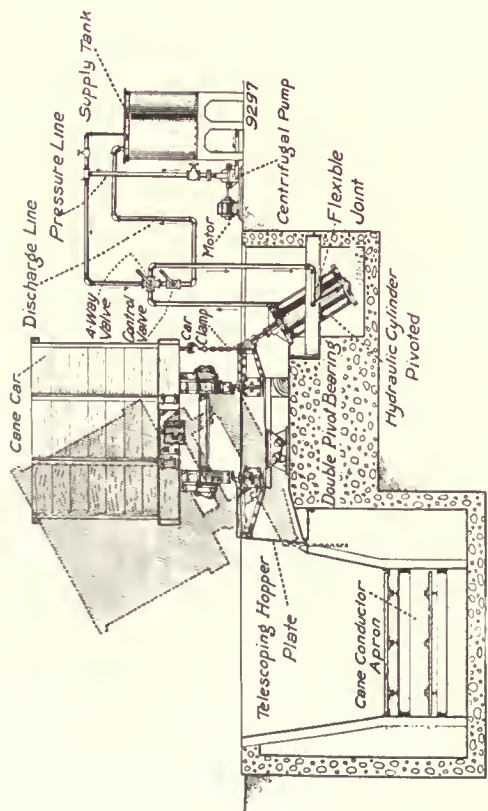 Supply Tank
Pressure Line
Discharge Line
4-Way
Valve
Control
Valve
Cane Car
Car
Clamp
Motor
9297
Centrifugal Pump
Flexible
Joint
Hydraulic Cylinder
Pivoted
Double Pivot Bearing
Telescoping Hopper
Plate
Cane Conductor
Apron